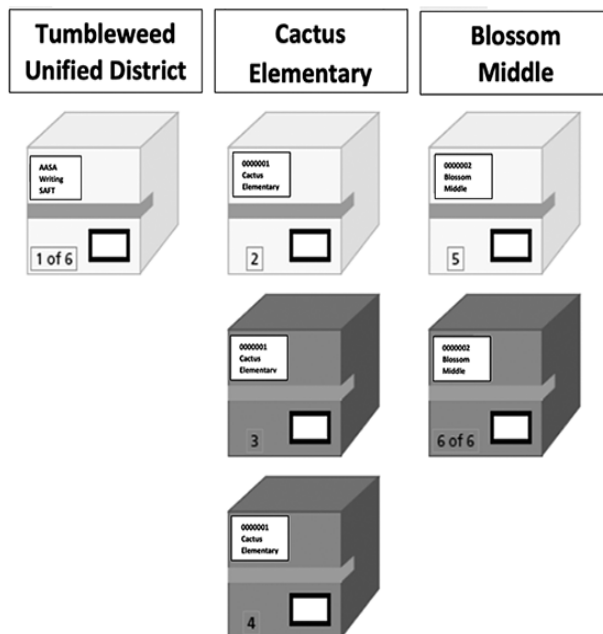 Tumbleweed
Unified District
Cactus
Elementary
Blossom
Middle
AASA
Writing
SAFT
1 of 6
0000001
Cactus
Elementary
2
0000002
Blossom
Middle
5
0000001
Cactus
Elementary
3
0000002
Blossom
Middle
6 of 6
0000001
Cactus
Elementary
4